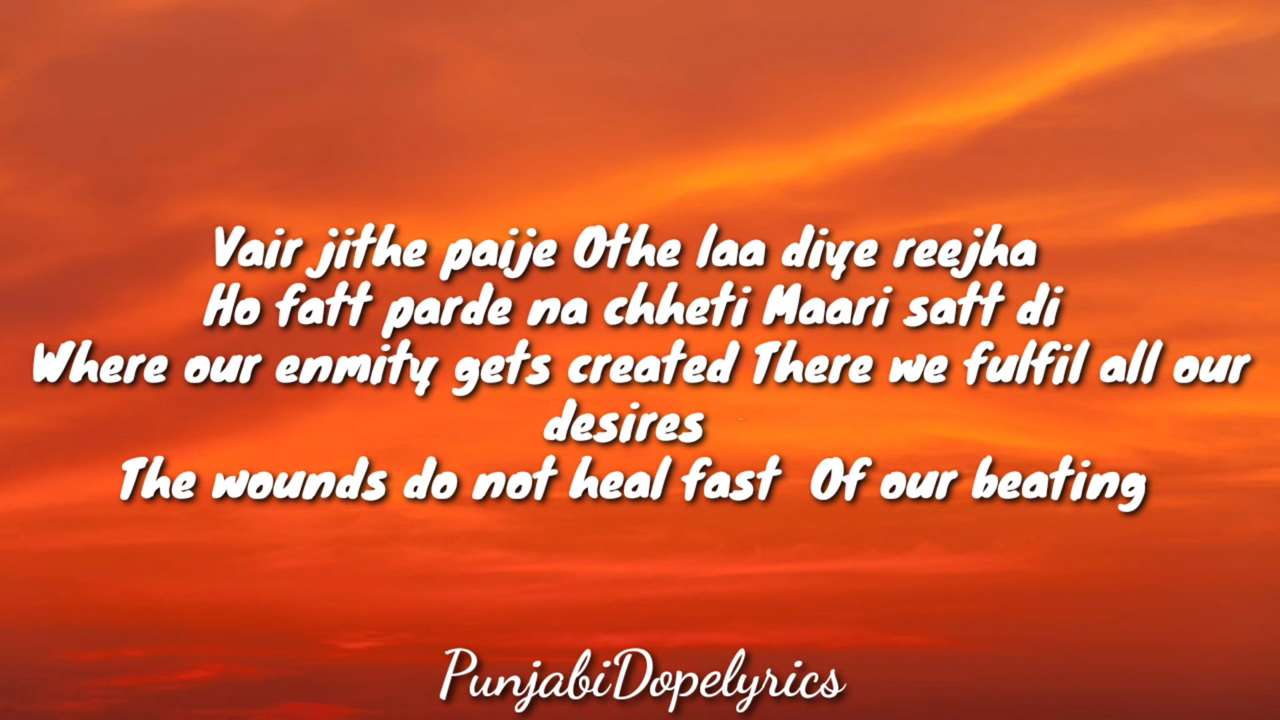 Vair jithe paije Othe laa diye reejha
Ho fatt parde na chheti Maari satt di
Where our enmity gets created There we fulfil all our
desires
The wounds do not heal fast Of our beating
PunjabiDopelyrics